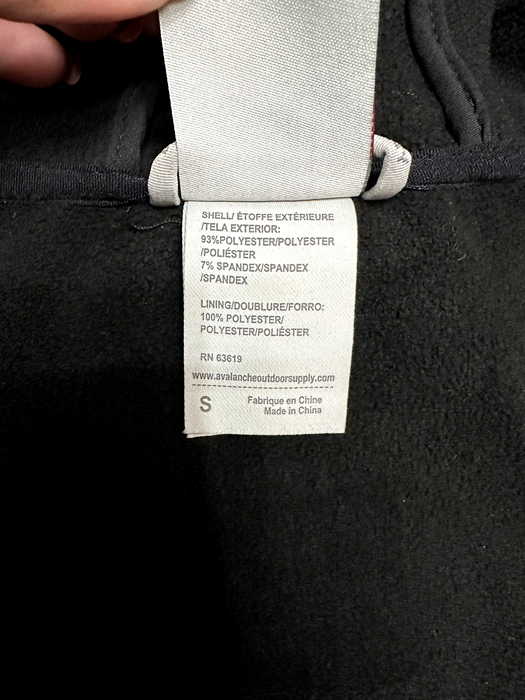 SHELL/ ÉTOFFE EXTÉRIEURE
/TELA EXTERIOR:
93%POLYESTER/POLYESTER
/POLIÉSTER
7% SPANDEX/SPANDEX
/SPANDEX
LINING/DOUBLURE/FORRO:
100% POLYESTER/
POLYESTER/POLIÉSTER
RN 63619
www.avalancheoutdoorsupply.com
S
Fabrique en Chine
Made in China